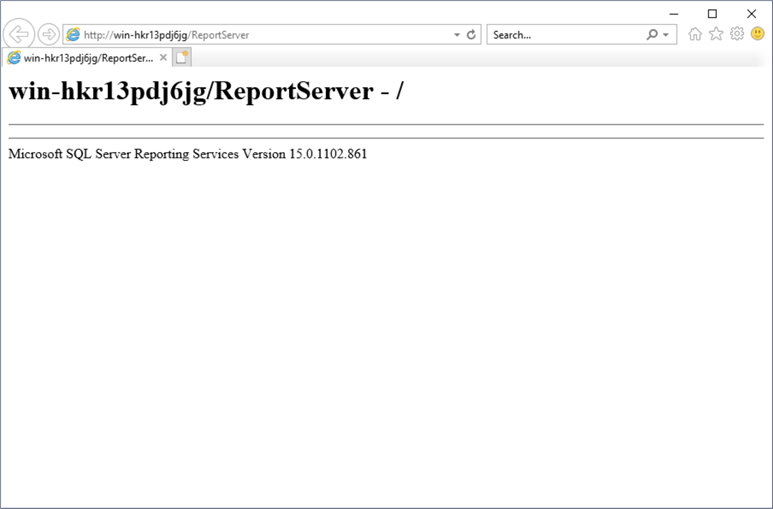 http://win-hkr13pdj6jg/ReportServer
Search...
win-hkr13pdj6jg/ReportSer...
win-hkr13pdj6jg/ReportServer - /
Microsoft SQL Server Reporting Services Version 15.0.1102.861